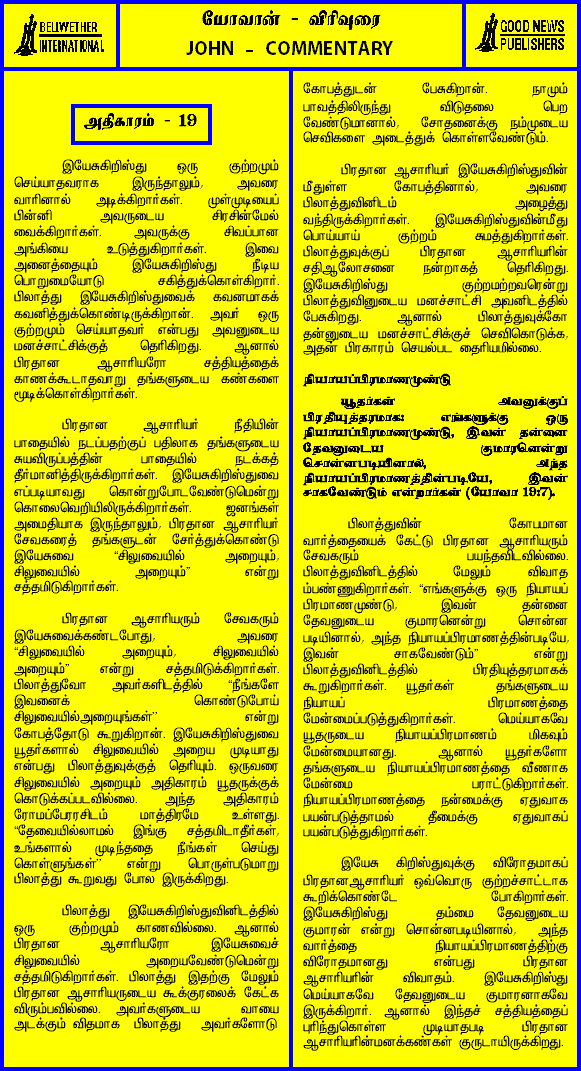 BELLWETHER
INTERNATIONAL
யோவான் - விரிவுரை
JOHN - COMMENTARY
GOOD NEWS
PUBLISHERS
அதிகாரம் - 19
இயேசுகிறிஸ்து ஒரு குற்றமும்
செய்யாதவராக இருந்தாலும், அவரை
வாரினால் அடிக்கிறார்கள். முள்முடியைப்
பின்னி அவருடைய சிரசின்மேல்
வைக்கிறார்கள். அவருக்கு சிவப்பான
அங்கியை உடுத்துகிறார்கள். இவை
அனைத்தையும் இயேசுகிறிஸ்து நீடிய
பொறுமையோடு சகித்துக்கொள்கிறார்.
பிலாத்து இயேசுகிறிஸ்துவைக் கவனமாகக்
கவனித்துக்கொண்டிருக்கிறான். அவர் ஒரு
குற்றமும் செய்யாதவர் என்பது அவனுடைய
மனச்சாட்சிக்குத் தெரிகிறது. ஆனால்
பிரதான ஆசாரியரோ சத்தியத்தைக்
காணக்கூடாதவாறு தங்களுடைய கண்களை
மூடிக்கொள்கிறார்கள்.
பிரதான ஆசாரியர் நீதியின்
பாதையில் நடப்பதற்குப் பதிலாக தங்களுடைய
சுயவிருப்பத்தின் பாதையில் நடக்கத்
தீர்மானித்திருக்கிறார்கள். இயேசுகிறிஸ்துவை
எப்படியாவது கொன்றுபோடவேண்டுமென்று
கொலைவெறியிலிருக்கிறார்கள். ஜனங்கள்
அமைதியாக இருந்தாலும், பிரதான ஆசாரியர்
சேவகரைத் தங்களுடன் சேர்த்துக்கொண்டு
இயேசுவை “சிலுவையில் அறையும்,
சிலுவையில் அறையும்” என்று
சத்தமிடுகிறார்கள்.
பிரதான ஆசாரியரும் சேவகரும்
இயேசுவைக்கண்டபோது, அவரை
“சிலுவையில் அறையும், சிலுவையில்
அறையும்” என்று சத்தமிடுக்கிறார்கள்.
பிலாத்துவோ அவர்களிடத்தில் “நீங்களே
இவனைக் கொண்டுபோய்
சிலுவையில்அறையுங்கள்” என்று
கோபத்தோடு கூறுகிறான். இயேசுகிறிஸ்துவை
யூதர்களால் சிலுவையில் அறைய முடியாது
என்பது பிலாத்துவுக்குத் தெரியும். ஒருவரை
சிலுவையில் அறையும் அதிகாரம் யூதருக்குக்
கொடுக்கப்படவில்லை. அந்த அதிகாரம்
ரோமப்பேரரசிடம் மாத்திரமே உள்ளது.
“தேவையில்லாமல் இங்கு சத்தமிடாதீர்கள்,
உங்களால் முடிந்ததை நீங்கள் செய்து
கொள்ளுங்கள்” என்று பொருள்படுமாறு
பிலாத்து கூறுவது போல இருக்கிறது.
பிலாத்து இயேசுகிறிஸ்துவினிடத்தில்
ஒரு குற்றமும் காணவில்லை. ஆனால்
பிரதான ஆசாரியரோ இயேசுவைச்
சிலுவையில் அறையவேண்டுமென்று
சத்தமிடுகிறார்கள். பிலாத்து இதற்கு மேலும்
பிரதான ஆசாரியருடைய கூக்குரலைக் கேட்க
விரும்பவில்லை. அவர்களுடைய வாயை
அடக்கும் விதமாக பிலாத்து அவர்களோடு
கோபத்துடன் பேசுகிறான். நாமும்
பாவத்திலிருந்து விடுதலை பெற
வேண்டுமானால், சோதனைக்கு நம்முடைய
செவிகளை அடைத்துக் கொள்ளவேண்டும்.
பிரதான ஆசாரியர் இயேசுகிறிஸ்துவின்
மீதுள்ள கோபத்தினால், அவரை
பிலாத்துவினிடம் அழைத்து
வந்திருக்கிறார்கள். இயேசுகிறிஸ்துவின்மீது
பொய்யாய் குற்றம் சுமத்துகிறார்கள்.
பிலாத்துவுக்குப் பிரதான ஆசாரியரின்
சதிஆலோசனை நன்றாகத் தெரிகிறது.
இயேசுகிறிஸ்து குற்றமற்றவரென்று
பிலாத்துவினுடைய மனச்சாட்சி அவனிடத்தில்
பேசுகிறது. ஆனால் பிலாத்துவுக்கோ
தன்னுடைய மனச்சாட்சிக்குச் செவிகொடுக்க,
அதன் பிரகாரம் செயல்பட தைரியமில்லை.
நியாயப்பிரமாணமுண்டு
யூதர்கள் அவனுக்குப்
பிரதியுத்தரமாக: எங்களுக்கு ஒரு
நியாயப்பிரமாணமுண்டு, இவன் தன்னை
தேவனுடைய குமாரனென்று
சொன்னபடியினால், அந்த
நியாயப்பிரமாணத்தின்படியே, இவன்
சாகவேண்டும் என்றார்கள் (யோவா 19:7).
பிலாத்துவின் கோபமான
வார்த்தையைக் கேட்டு பிரதான ஆசாரியரும்
சேவகரும் பயந்துவிடவில்லை.
பிலாத்துவினிடத்தில் மேலும் விவாத
ம்பண்ணுகிறார்கள். “எங்களுக்கு ஒரு நியாயப்
பிரமாணமுண்டு, இவன் தன்னை
தேவனுடைய குமாரனென்று சொன்ன
படியினால், அந்த நியாயப்பிரமாணத்தின்படியே,
இவன் சாகவேண்டும்” என்று
பிலாத்துவினிடத்தில் பிரதியுத்தரமாகக்
கூறுகிறார்கள். யூதர்கள் தங்களுடைய
நியாயப் பிரமாணத்தை
மேன்மைப்படுத்துகிறார்கள். மெய்யாகவே
யூதருடைய நியாயப்பிரமாணம் மிகவும்
மேன்மையானது. ஆனால் யூதர்களோ
தங்களுடைய நியாயப்பிரமாணத்தை வீணாக
மேன்மை பராட்டுகிறார்கள்.
நியாயப்பிரமாணத்தை நன்மைக்கு ஏதுவாக
பயன்படுத்தாமல் தீமைக்கு ஏதுவாகப்
பயன்படுத்துகிறார்கள்.
இயேசு கிறிஸ்துவுக்கு விரோதமாகப்
பிரதானஆசாரியர் ஒவ்வொரு குற்றச்சாட்டாக
கூறிக்கொண்டே போகிறார்கள்.
இயேசுகிறிஸ்து தம்மை தேவனுடைய
குமாரன் என்று சொன்னபடியினால், அந்த
வார்த்தை நியாயப்பிரமாணத்திற்கு
விரோதமானது என்பது பிரதான
ஆசாரியரின் விவாதம். இயேசுகிறிஸ்து
மெய்யாகவே தேவனுடைய குமாரனாகவே
இருக்கிறார். ஆனால் இந்தச் சத்தியத்தைப்
புரிந்துகொள்ள முடியாதபடி பிரதான
ஆசாரியரின்மனக்கண்கள் குருடாயிருக்கிறது.